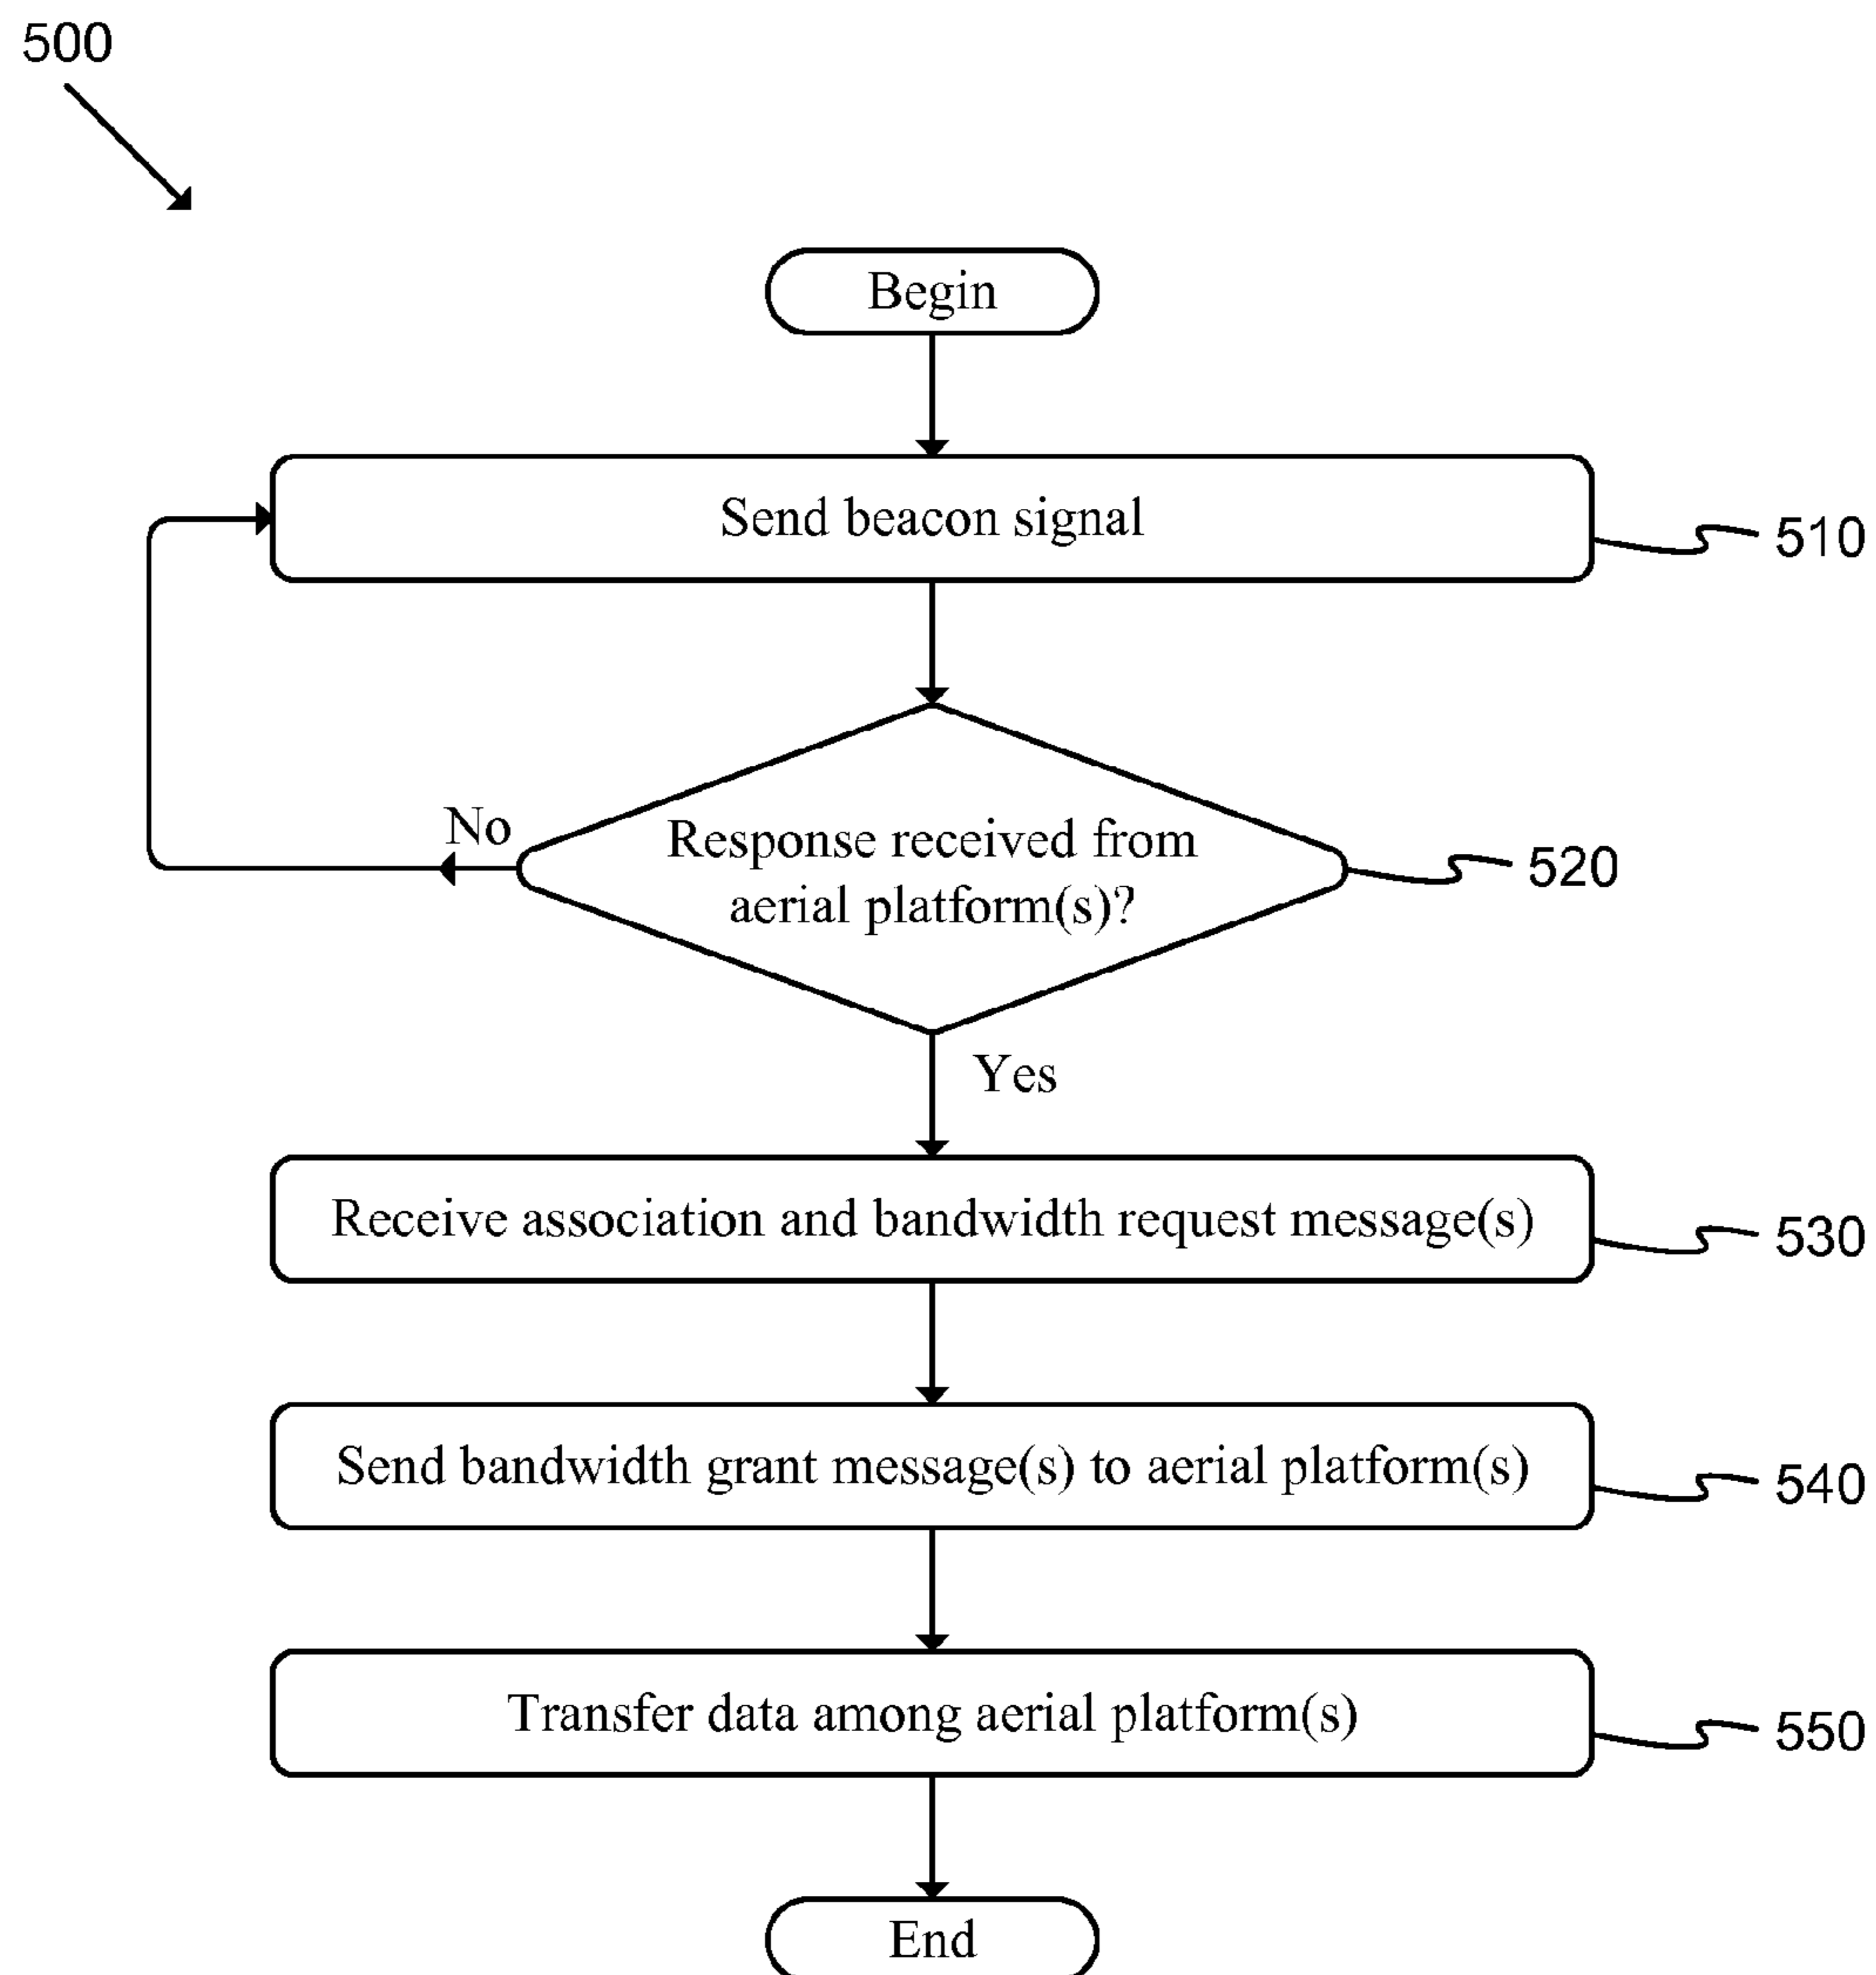 500
Begin
Send beacon signal
510
No
Response received from
aerial platform(s)?
520
Yes
Receive association and bandwidth request message(s)
530
Send bandwidth grant message(s) to aerial platform(s)
540
Transfer data among aerial platform(s)
550
End